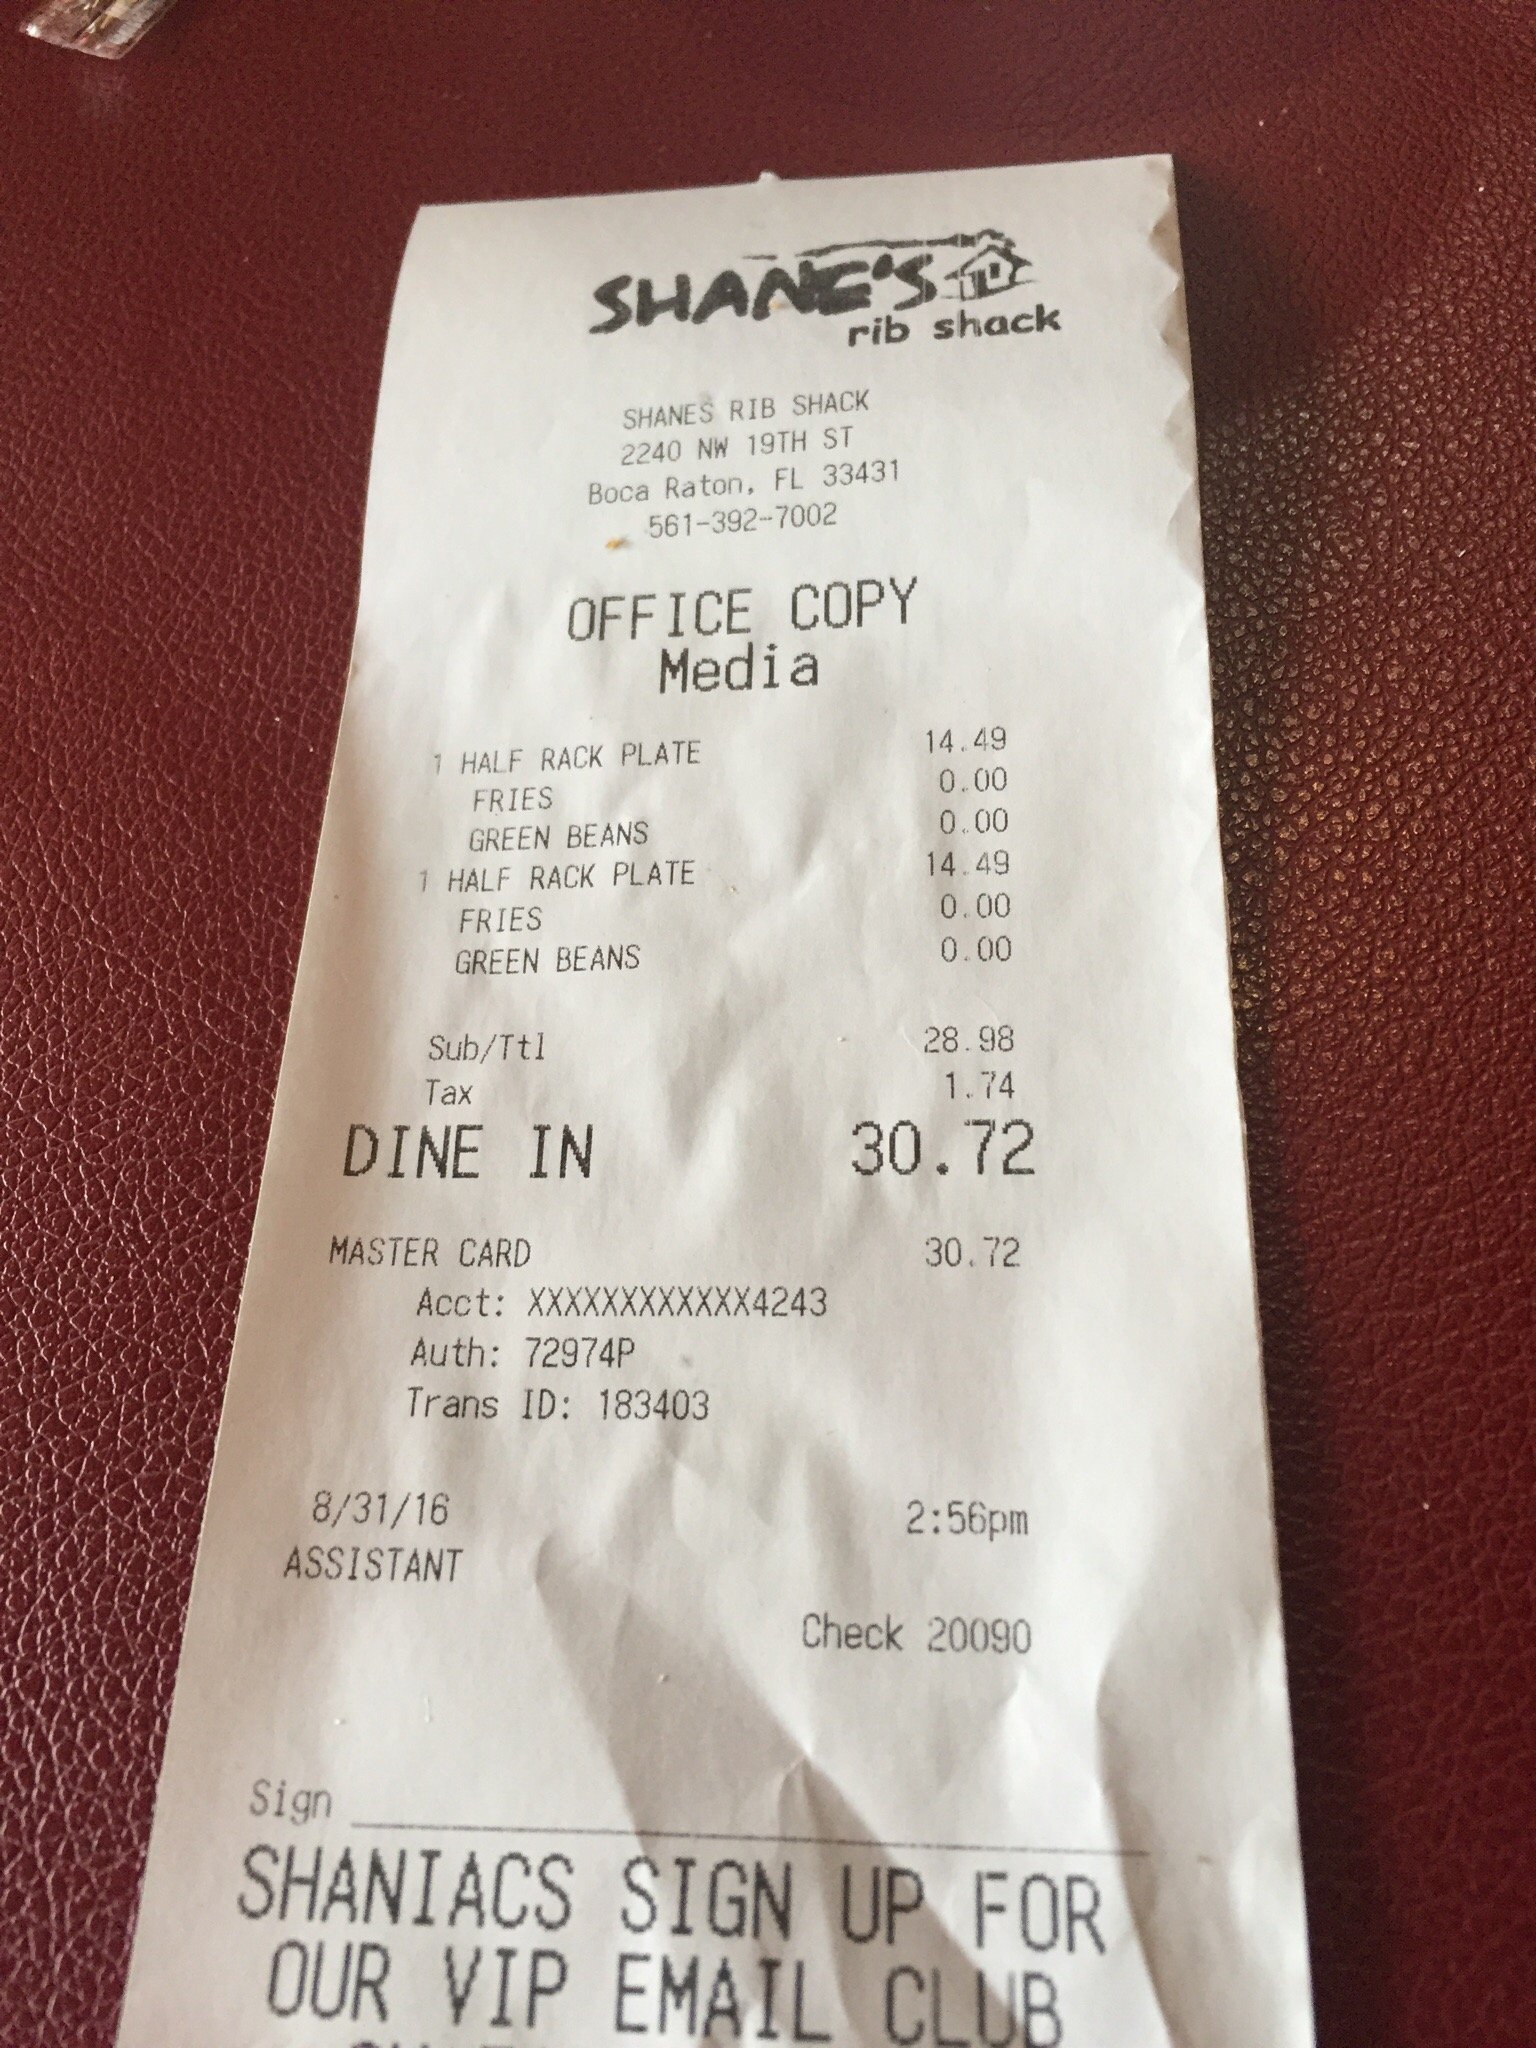 SHANE'S
rib shack
SHANES RIB SHACK
2240 NW 19TH ST
Boca Raton, FL 33431
561-392-7002
OFFICE COPY
Media
1 HALF RACK PLATE 14.49
FRIES 0.00
GREEN BEANS 0.00
1 HALF RACK PLATE 14.49
FRIES 0.00
GREEN BEANS 0.00
Sub/Ttl 28.98
Tax 1.74
DINE IN 30.72
MASTER CARD 30.72
Acct: XXXXXXXXXXXX4243
Auth: 72974P
Trans ID: 183403
8/31/16 2:56pm
ASSISTANT
Check 20090
Sign
SHANIACS SIGN UP FOR
OUR VIP EMAIL CLUB